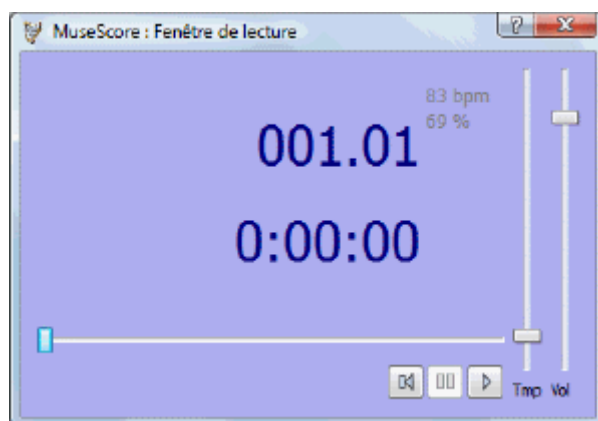 MuseScore : Fenêtre de lecture
83 bpm
69 %
001.01
0:00:00
Tmp Vol